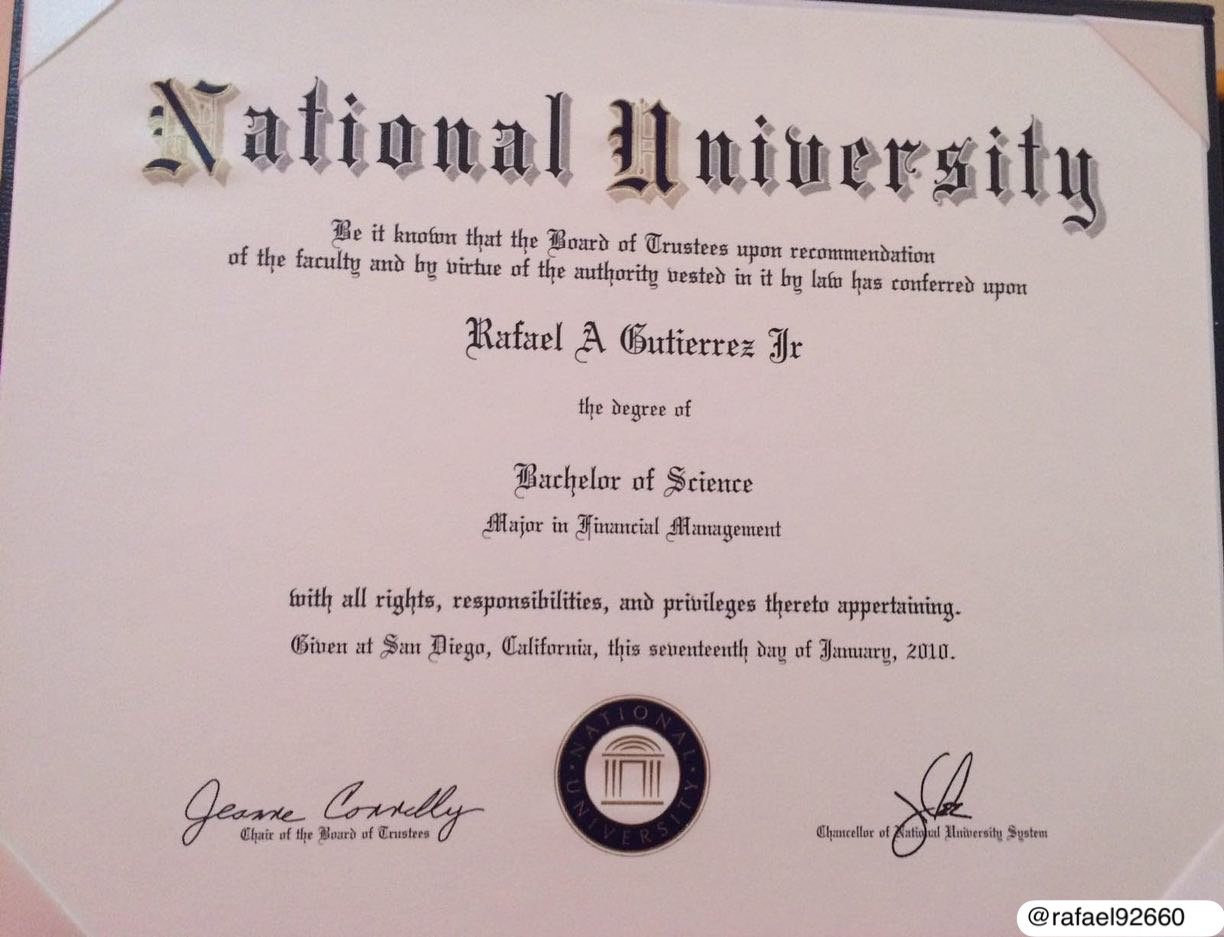 National University
Be it known that the Board of Trustees upon recommendation
of the faculty and by virtue of the authority vested in it by law has conferred upon
Rafael A Gutierrez Jr
the degree of
Bachelor of Science
Major in Financial Management
with all rights, responsibilities, and privileges thereto appertaining.
Given at San Diego, California, this seventeenth day of January, 2010.
NATIONAL UNIVERSITY
Jeanne Connelly
Chair of the Board of Trustees
Chancellor of National University System
@rafael92660